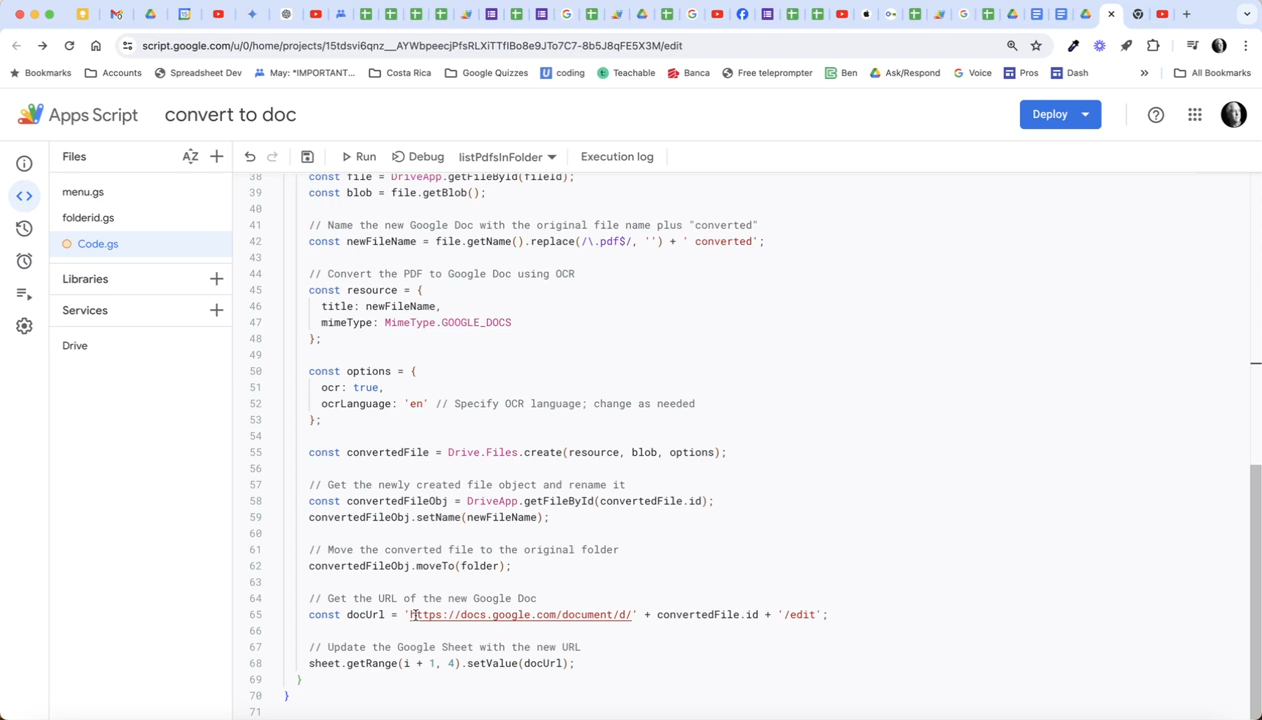 script.google.com/u/0/home/projects/15tdsvi6qnz__AYWbpeecjPfsRLXiTTfIBo8e9JTo7C7-8b5J8qFE5X3M/edit
Bookmarks Accounts Spreadsheet Dev May: *IMPORTANT... Costa Rica Google Quizzes coding Teachable Banca Free teleprompter Ben Ask/Respond Voice Pros Dash » All Bookmarks
Apps Script convert to doc Deploy
Files AZ + Run Debug listPdfsInFolder Execution log
menu.gs
folderid.gs
Code.gs
Libraries +
Services +
Drive
38 const file = DriveApp.getFileById(fileId);
39 const blob = file.getBlob();
40
41 // Name the new Google Doc with the original file name plus "converted"
42 const newFileName = file.getName().replace(/\.pdf$/, '') + ' converted';
43
44 // Convert the PDF to Google Doc using OCR
45 const resource = {
46 title: newFileName,
47 mimeType: MimeType.GOOGLE_DOCS
48 };
49
50 const options = {
51 ocr: true,
52 ocrLanguage: 'en' // Specify OCR language; change as needed
53 };
54
55 const convertedFile = Drive.Files.create(resource, blob, options);
56
57 // Get the newly created file object and rename it
58 const convertedFileObj = DriveApp.getFileById(convertedFile.id);
59 convertedFileObj.setName(newFileName);
60
61 // Move the converted file to the original folder
62 convertedFileObj.moveTo(folder);
63
64 // Get the URL of the new Google Doc
65 const docUrl = 'https://docs.google.com/document/d/' + convertedFile.id + '/edit';
66
67 // Update the Google Sheet with the new URL
68 sheet.getRange(i + 1, 4).setValue(docUrl);
69 }
70 }
71